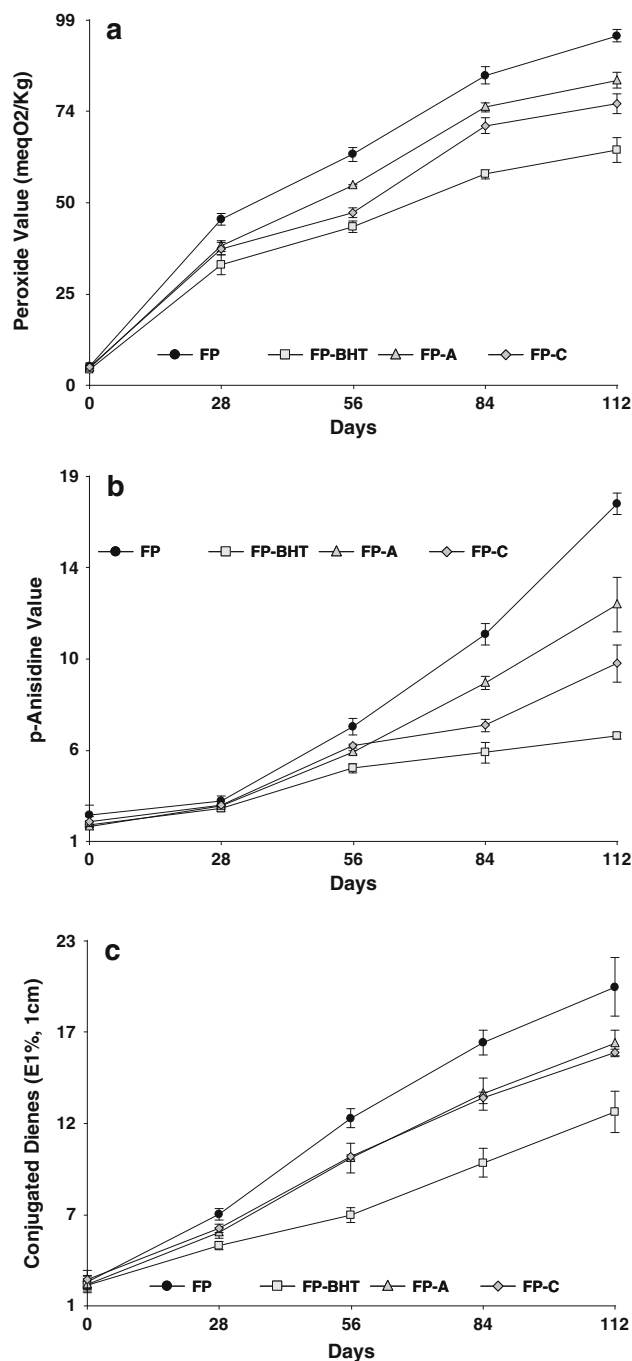 a
Peroxide Value (meqO2/Kg)
99
74
50
25
0
FP FP-BHT FP-A FP-C
0 28 56 84 112
Days
b
p-Anisidine Value
19
14
10
6
1
FP FP-BHT FP-A FP-C
0 28 56 84 112
Days
c
Conjugated Dienes (E1%, 1cm)
23
17
12
7
1
FP FP-BHT FP-A FP-C
0 28 56 84 112
Days